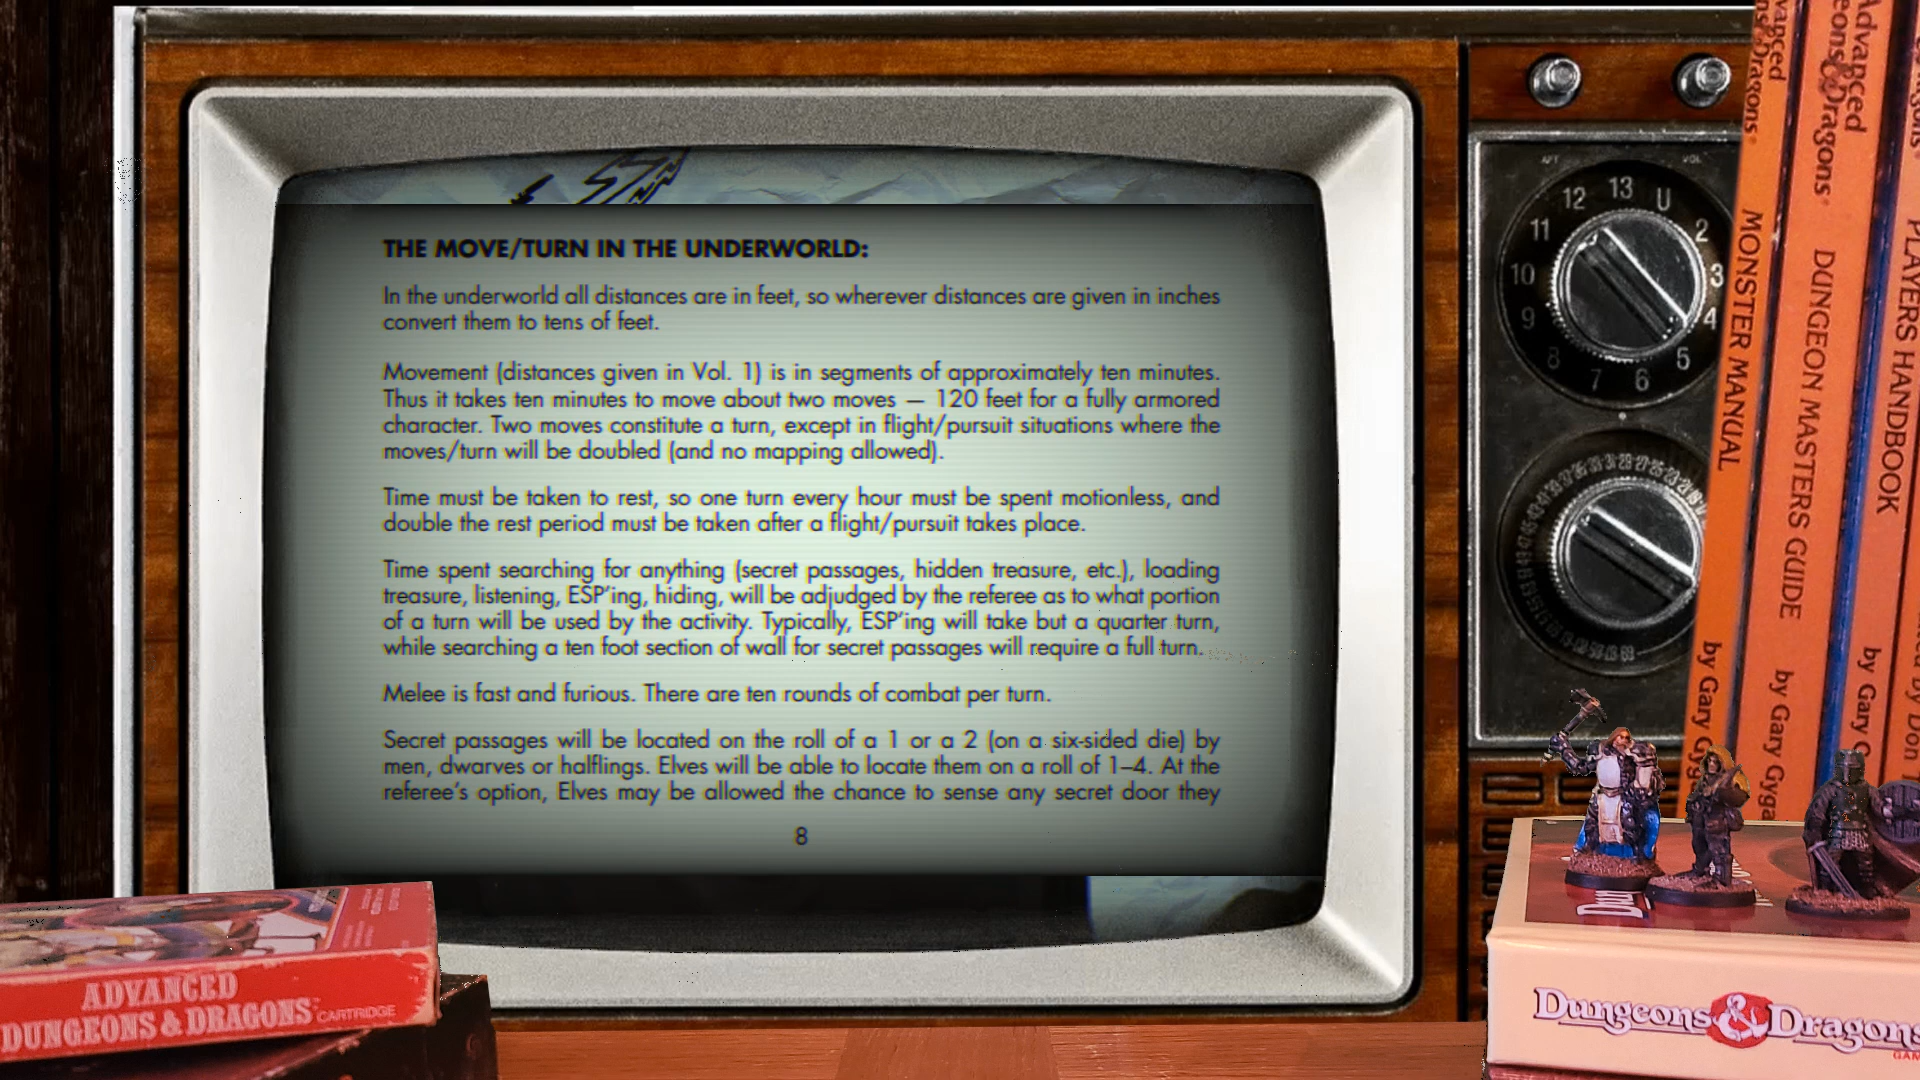 THE MOVE/TURN IN THE UNDERWORLD:
In the underworld all distances are in feet, so wherever distances are given in inches
convert them to tens of feet.
Movement (distances given in Vol. 1) is in segments of approximately ten minutes.
Thus it takes ten minutes to move about two moves — 120 feet for a fully armored
character. Two moves constitute a turn, except in flight/pursuit situations where the
moves/turn will be doubled (and no mapping allowed).
Time must be taken to rest, so one turn every hour must be spent motionless, and
double the rest period must be taken after a flight/pursuit takes place.
Time spent searching for anything (secret passages, hidden treasure, etc.), loading
treasure, listening, ESP'ing, hiding, will be adjudged by the referee as to what portion
of a turn will be used by the activity. Typically, ESP'ing will take but a quarter turn,
while searching a ten foot section of wall for secret passages will require a full turn.
Melee is fast and furious. There are ten rounds of combat per turn.
Secret passages will be located on the roll of a 1 or a 2 (on a six-sided die) by
men, dwarves or halflings. Elves will be able to locate them on a roll of 1–4. At the
referee's option, Elves may be allowed the chance to sense any secret door they
8
12 13 U
11 2
10 3
9 4
8 7 6 5
MONSTER MANUAL
by Gary
Advanced
Dragons®
DUNGEON MASTERS GUIDE
by Gary
PLAYERS HANDBOOK
by Gary
by Don
ADVANCED
DUNGEONS & DRAGONS
CARTRIDGE
Dungeons & Dragons